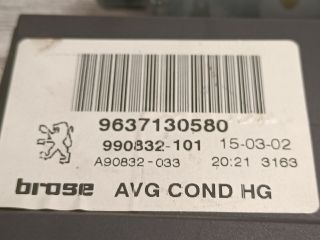 9637130580
990832-101 15-03-02
A90832-033 20:21 3163
brose AVG COND HG